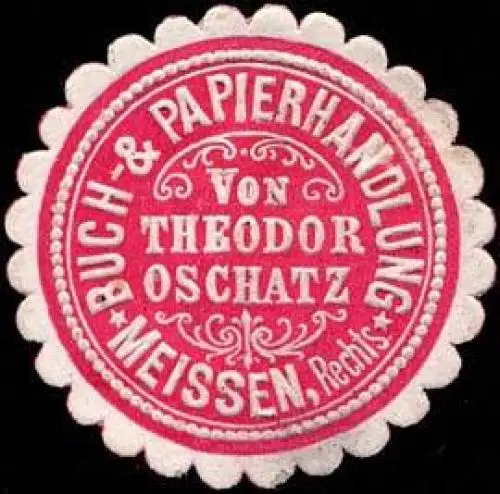 BUCH- & PAPIERHANDLUNG
VON
THEODOR
OSCHATZ
MEISSEN, Rechts